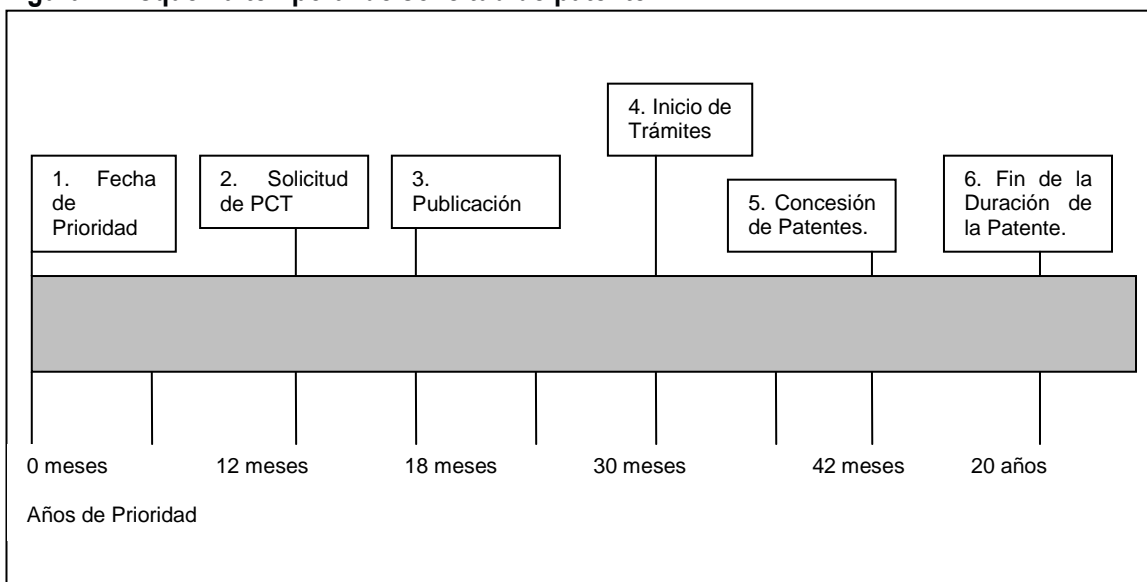 1. Fecha
de
Prioridad
2. Solicitud
de PCT
3.
Publicación
4. Inicio de
Trámites
5. Concesión
de Patentes.
6. Fin de la
Duración de
la Patente.
0 meses
12 meses
18 meses
30 meses
42 meses
20 años
Años de Prioridad